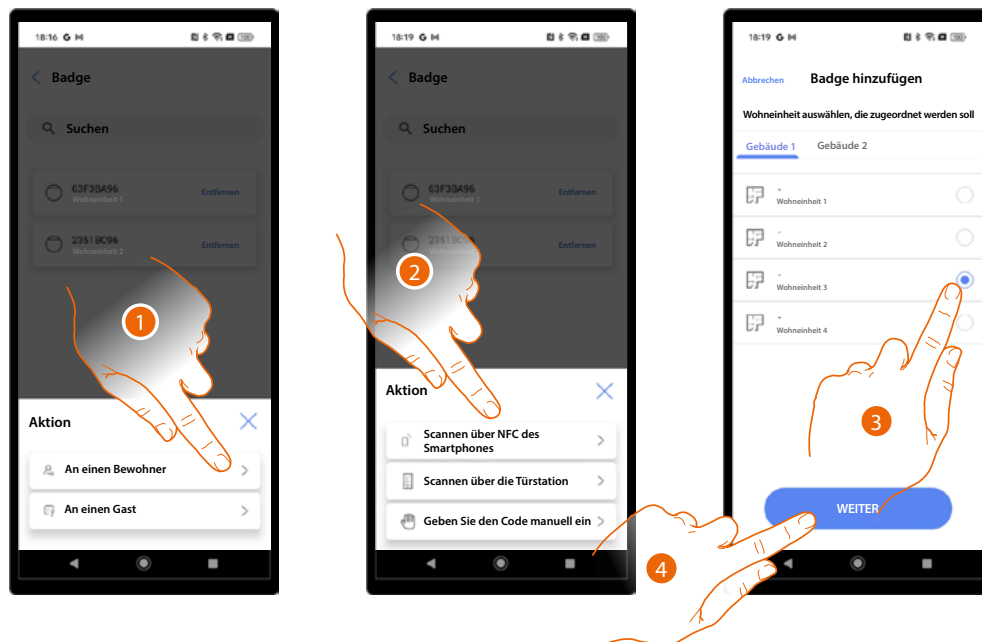 18:16 G
Badge
Suchen
63F3BA96
Wohneinheit 1
Entfernen
2351BC96
Wohneinheit 2
Entfernen
1
Aktion
An einen Bewohner
An einen Gast
18:19 G
100
Badge
Suchen
63F3BA96
Wohneinheit 1
Entfernen
Entfernen
2
Aktion
Scannen über NFC des
Smartphones
Scannen über die Türstation
Geben Sie den Code manuell ein
4
18:19 G
100
Abbrechen
Badge hinzufügen
Wohneinheit auswählen, die zugeordnet werden soll
Gebäude 1
Gebäude 2
-
Wohneinheit 1
-
Wohneinheit 2
-
Wohneinheit 3
-
Wohneinheit 4
3
WEITER